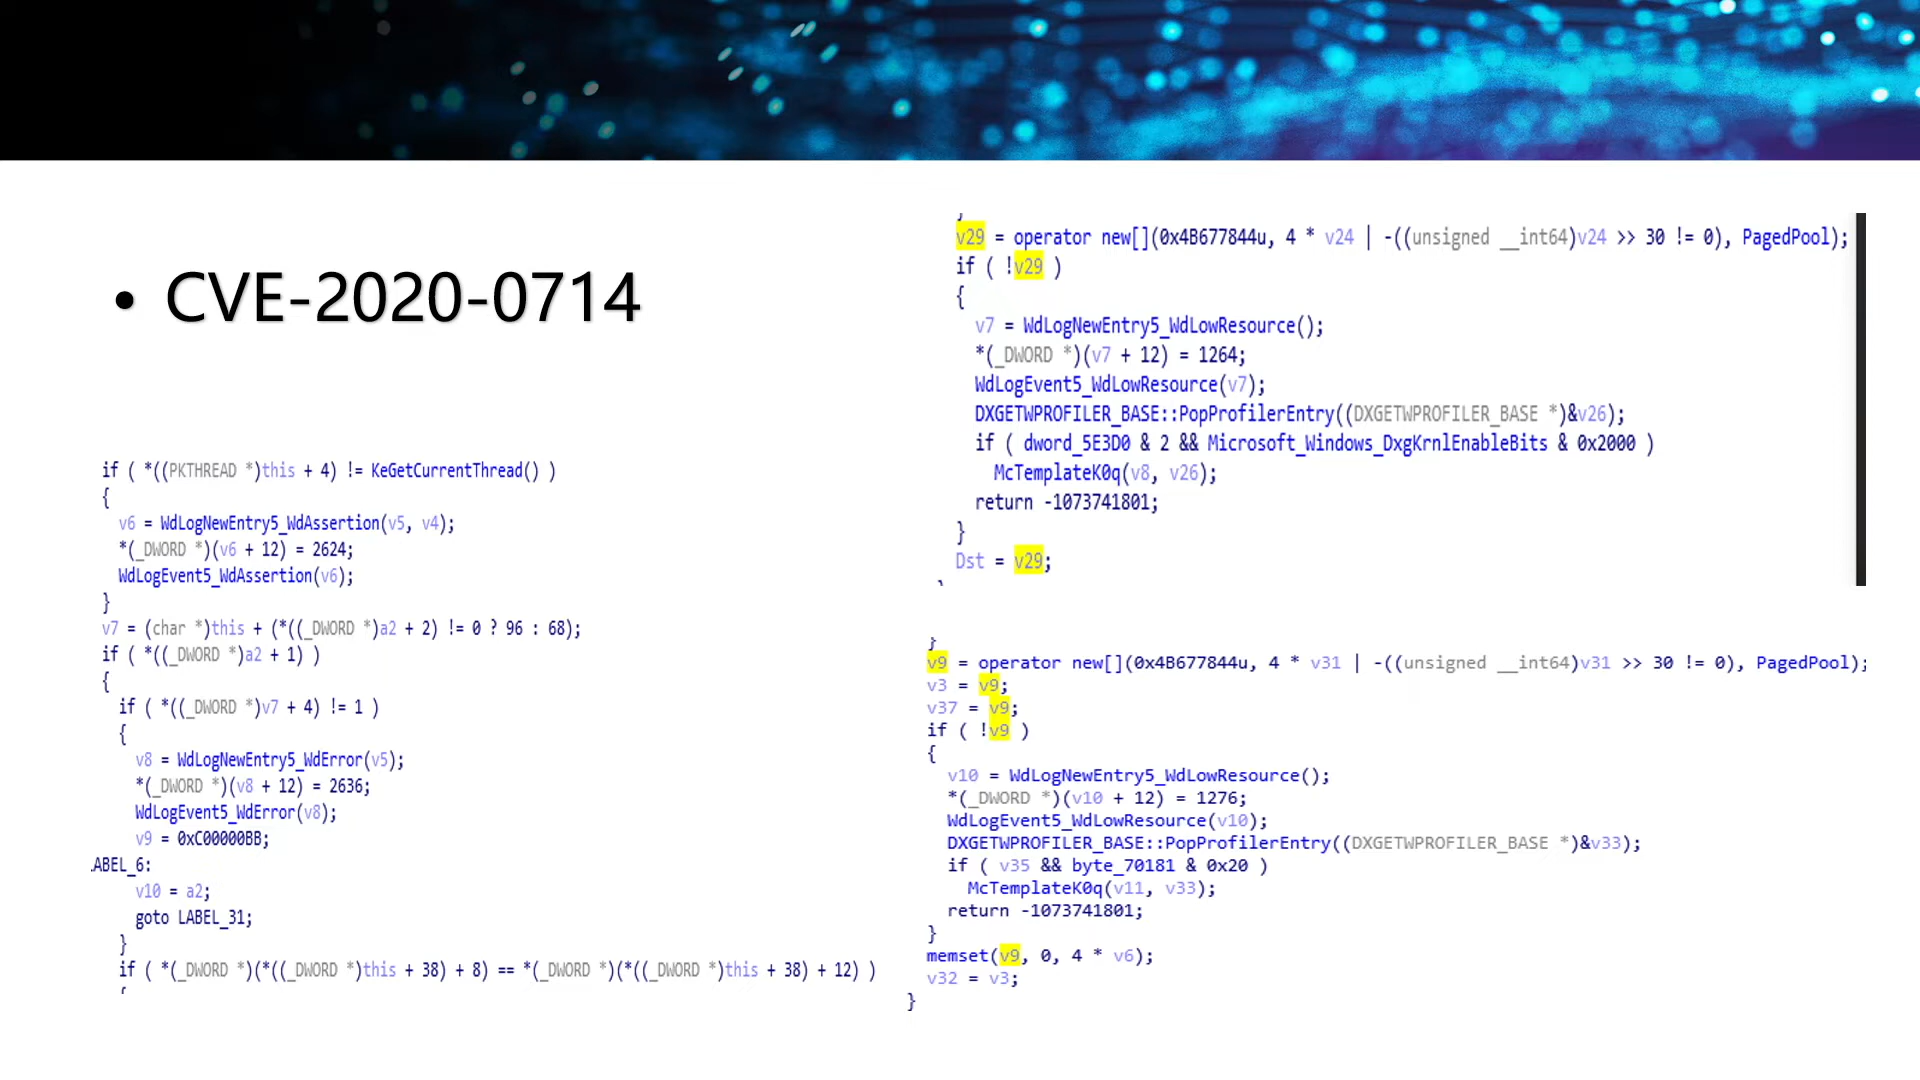 • CVE-2020-0714
if ( *((PKTHREAD *)this + 4) != KeGetCurrentThread() )
{
v6 = WdLogNewEntry5_WdAssertion(v5, v4);
*(_DWORD *)(v6 + 12) = 2624;
WdLogEvent5_WdAssertion(v6);
}
v7 = (char *)this + (*((_DWORD *)a2 + 2) != 0 ? 96 : 68);
if ( *((_DWORD *)a2 + 1) )
{
if ( *((_DWORD *)v7 + 4) != 1 )
{
v8 = WdLogNewEntry5_WdError(v5);
*(_DWORD *)(v8 + 12) = 2636;
WdLogEvent5_WdError(v8);
v9 = 0xC00000BB;
ABEL_6:
v10 = a2;
goto LABEL_31;
}
if ( *(_DWORD *)(*((_DWORD *)this + 38) + 8) == *(_DWORD *)(*((_DWORD *)this + 38) + 12) )
{
}
v29 = operator new[](0x4B677844u, 4 * v24 | -((unsigned __int64)v24 >> 30 != 0), PagedPool);
if ( !v29 )
{
v7 = WdLogNewEntry5_WdLowResource();
*(_DWORD *)(v7 + 12) = 1264;
WdLogEvent5_WdLowResource(v7);
DXGETWPROFILER_BASE::PopProfilerEntry((DXGETWPROFILER_BASE *)&v26);
if ( dword_5E3D0 & 2 && Microsoft_Windows_DxgKrnlEnableBits & 0x2000 )
McTemplateK0q(v8, v26);
return -1073741801;
}
Dst = v29;
}
}
v9 = operator new[](0x4B677844u, 4 * v31 | -((unsigned __int64)v31 >> 30 != 0), PagedPool);
v3 = v9;
v37 = v9;
if ( !v9 )
{
v10 = WdLogNewEntry5_WdLowResource();
*(_DWORD *)(v10 + 12) = 1276;
WdLogEvent5_WdLowResource(v10);
DXGETWPROFILER_BASE::PopProfilerEntry((DXGETWPROFILER_BASE *)&v33);
if ( v35 && byte_70181 & 0x20 )
McTemplateK0q(v11, v33);
return -1073741801;
}
memset(v9, 0, 4 * v6);
v32 = v3;
}